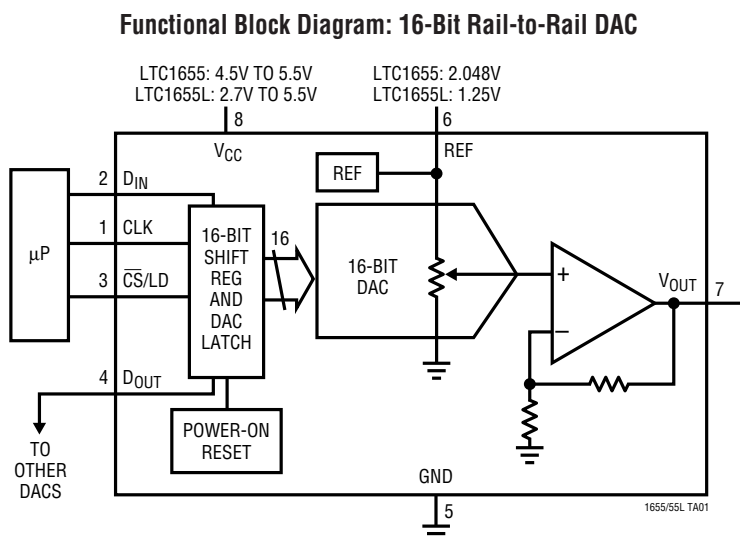 Functional Block Diagram: 16-Bit Rail-to-Rail DAC
LTC1655: 4.5V TO 5.5V
LTC1655L: 2.7V TO 5.5V
LTC1655: 2.048V
LTC1655L: 1.25V
8
6
VCC
REF
REF
2 DIN
1 CLK
3 C̅S̅/LD
µP
16-BIT
SHIFT
REG
AND
DAC
LATCH
16
16-BIT
DAC
+
−
VOUT
7
4 DOUT
TO
OTHER
DACS
POWER-ON
RESET
GND
5
1655/55L TA01